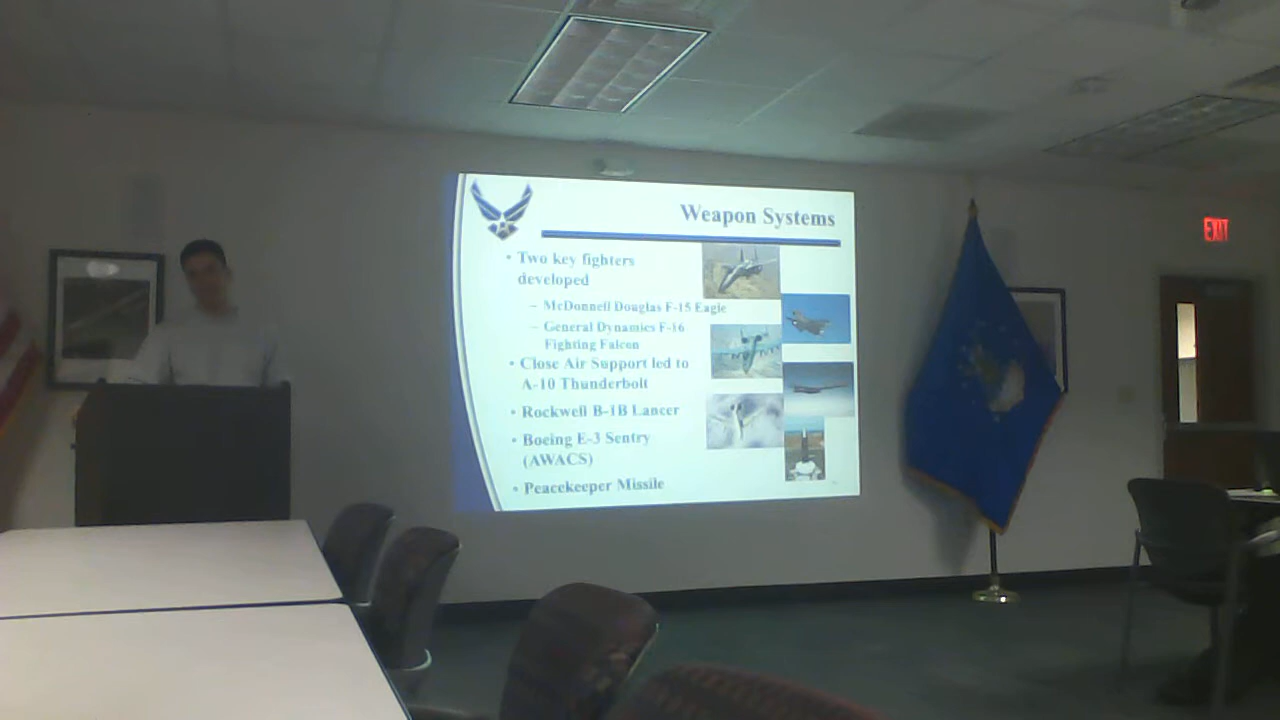 Weapon Systems
• Two key fighters
developed
– McDonnell Douglas F-15 Eagle
– General Dynamics F-16
Fighting Falcon
• Close Air Support led to
A-10 Thunderbolt
• Rockwell B-1B Lancer
• Boeing E-3 Sentry
(AWACS)
• Peacekeeper Missile
EXIT